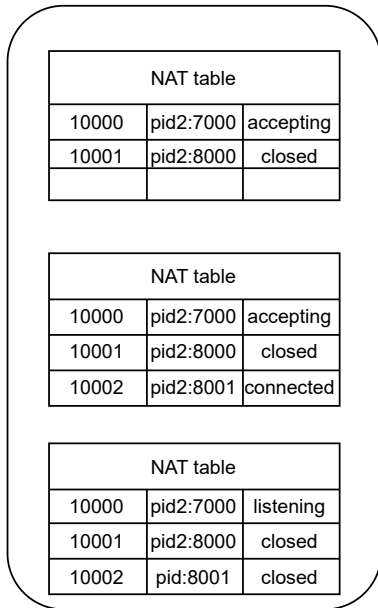 NAT table
10000 pid2:7000 accepting
10001 pid2:8000 closed
NAT table
10000 pid2:7000 accepting
10001 pid2:8000 closed
10002 pid2:8001 connected
NAT table
10000 pid2:7000 listening
10001 pid2:8000 closed
10002 pid:8001 closed